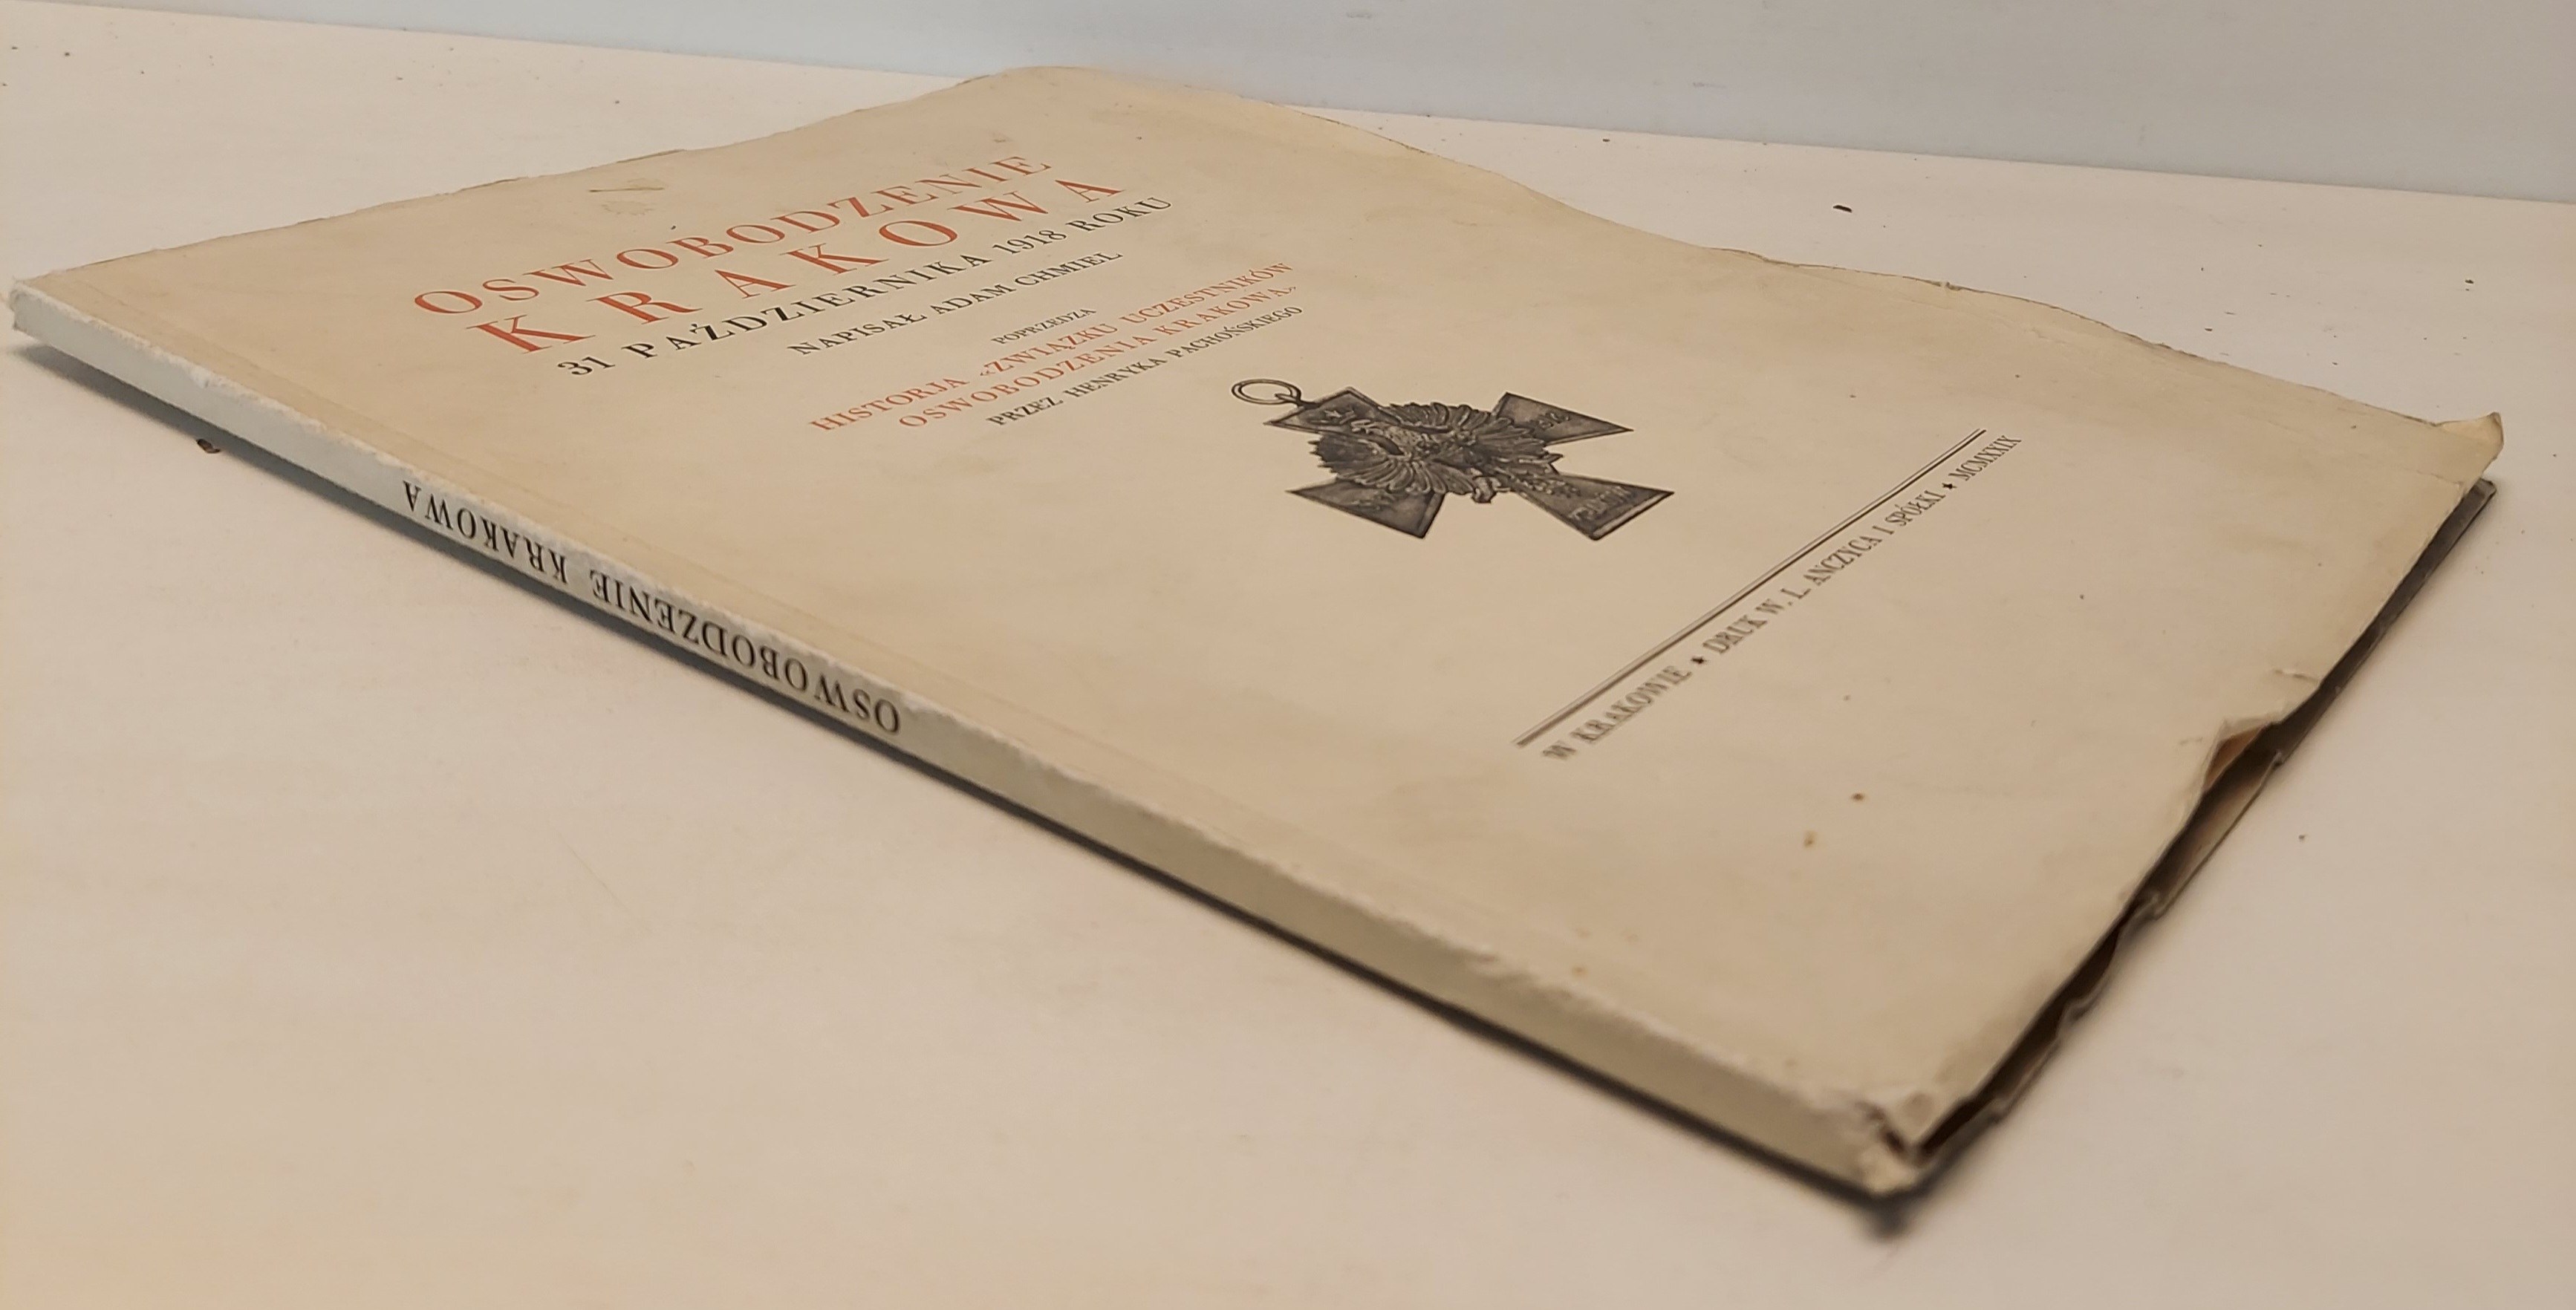 OSWOBODZENIE
KRAKOWA
31 PAŹDZIERNIKA 1918 ROKU
NAPISAŁ ADAM CHMIEL
POPRZEDZA
HISTORJA «ZWIĄZKU UCZESTNIKÓW
OSWOBODZENIA KRAKOWA»
PRZEZ HENRYKA PACHOŃSKIEGO
W KRAKOWIE ★ DRUK W. L. ANCZYCA I SPÓŁKI ★ MCMXXIX
OSWOBODZENIE KRAKOWA